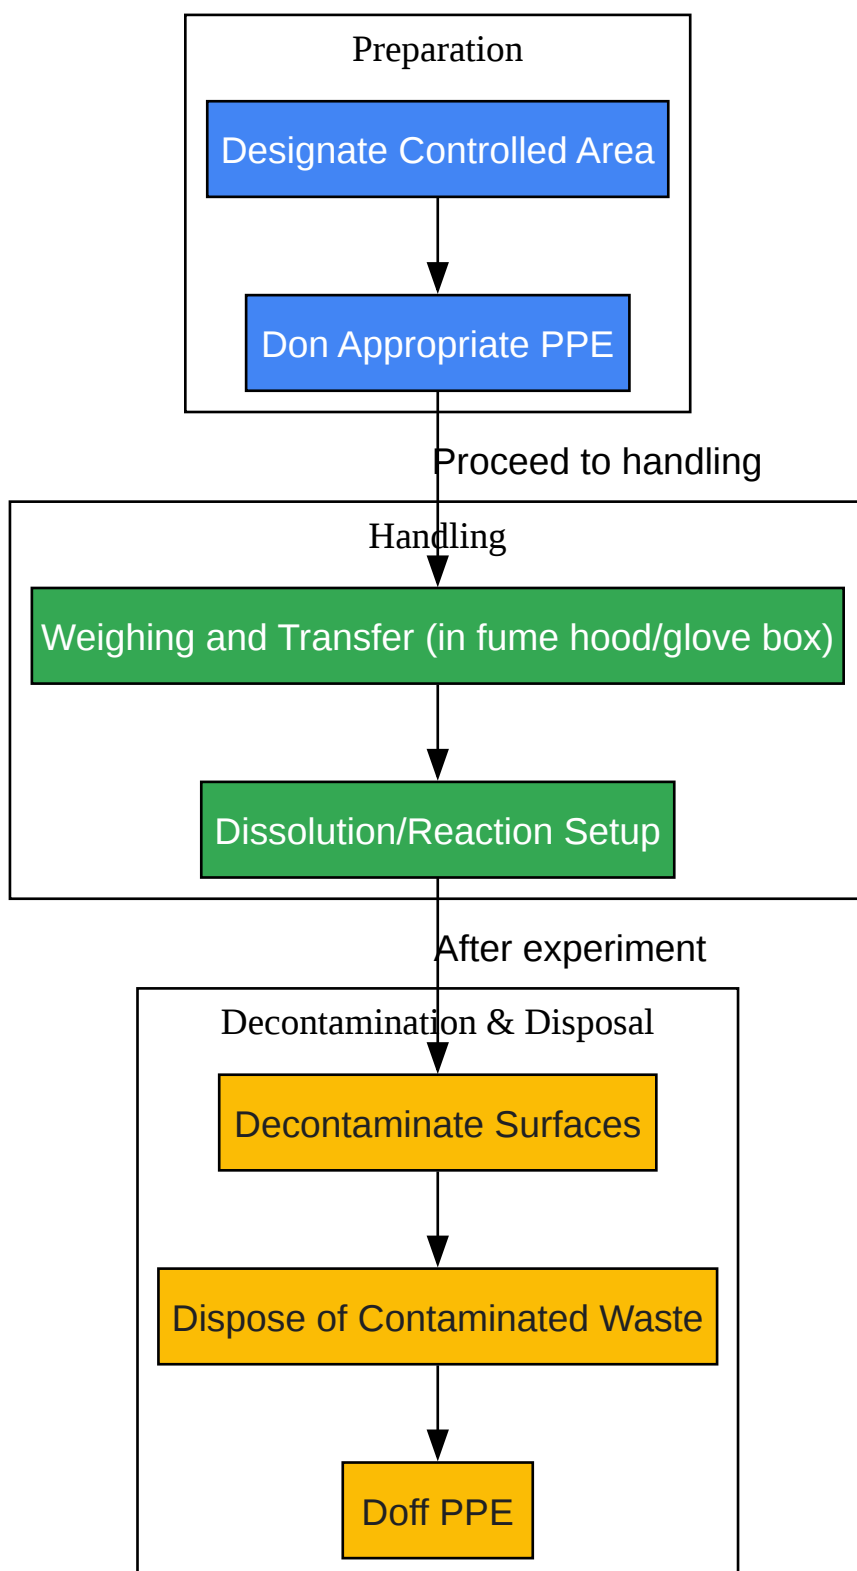 Preparation
Designate Controlled Area
Don Appropriate PPE
Proceed to handling
Handling
Weighing and Transfer (in fume hood/glove box)
Dissolution/Reaction Setup
After experiment
Decontamination & Disposal
Decontaminate Surfaces
Dispose of Contaminated Waste
Doff PPE